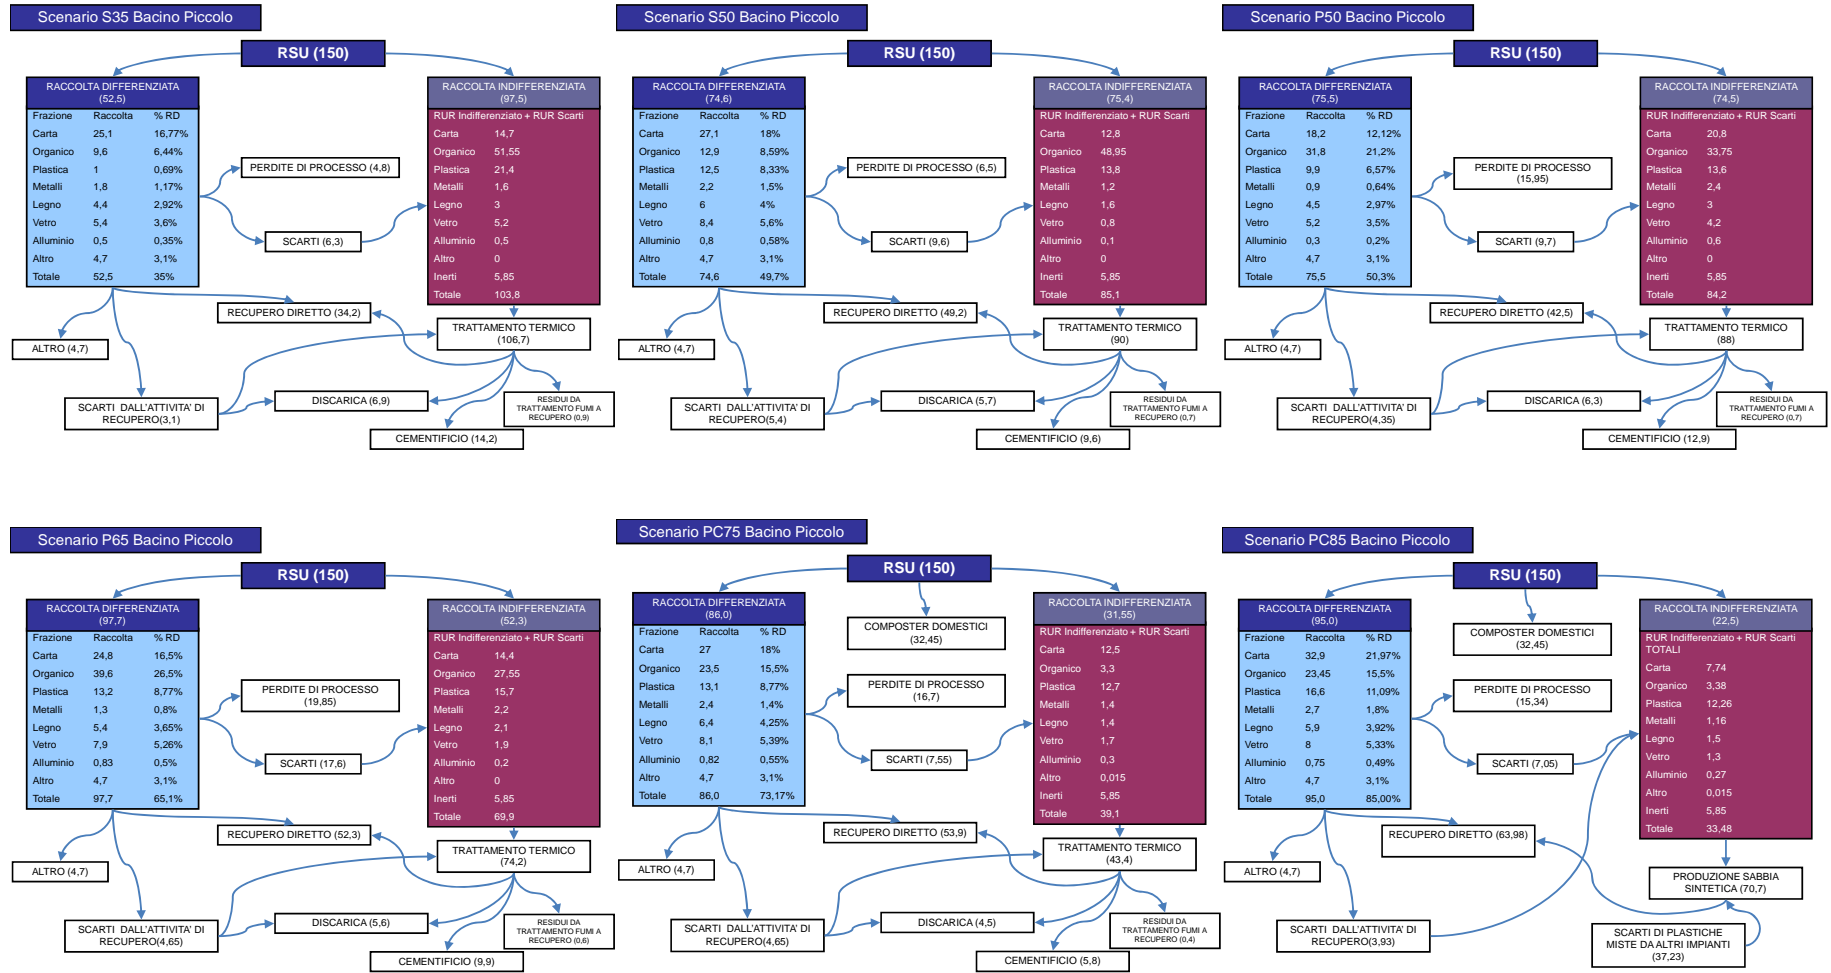 Scenario S35 Bacino Piccolo
RSU (150)
RACCOLTA DIFFERENZIATA
(52,5)
Frazione Raccolta % RD
Carta 25,1 16,77%
Organico 9,6 6,44%
Plastica 1 0,69%
Metalli 1,8 1,17%
Legno 4,4 2,92%
Vetro 5,4 3,6%
Alluminio 0,5 0,35%
Altro 4,7 3,1%
Totale 52,5 35%
PERDITE DI PROCESSO (4,8)
SCARTI (6,3)
RACCOLTA INDIFFERENZIATA
(97,5)
RUR Indifferenziato + RUR Scarti
Carta 14,7
Organico 51,55
Plastica 21,4
Metalli 1,6
Legno 3
Vetro 5,2
Alluminio 0,5
Altro 0
Inerti 5,85
Totale 103,8
RECUPERO DIRETTO (34,2)
TRATTAMENTO TERMICO
(106,7)
ALTRO (4,7)
SCARTI DALL'ATTIVITA' DI
RECUPERO(3,1)
DISCARICA (6,9)
RESIDUI DA
TRATTAMENTO FUMI A
RECUPERO (0,9)
CEMENTIFICIO (14,2)
Scenario S50 Bacino Piccolo
RSU (150)
RACCOLTA DIFFERENZIATA
(74,6)
Frazione Raccolta % RD
Carta 27,1 18%
Organico 12,9 8,59%
Plastica 12,5 8,33%
Metalli 2,2 1,5%
Legno 6 4%
Vetro 8,4 5,6%
Alluminio 0,8 0,58%
Altro 4,7 3,1%
Totale 74,6 49,7%
PERDITE DI PROCESSO (6,5)
SCARTI (9,6)
RACCOLTA INDIFFERENZIATA
(75,4)
RUR Indifferenziato + RUR Scarti
Carta 12,8
Organico 48,95
Plastica 13,8
Metalli 1,2
Legno 1,6
Vetro 0,8
Alluminio 0,1
Altro 0
Inerti 5,85
Totale 85,1
RECUPERO DIRETTO (49,2)
TRATTAMENTO TERMICO
(90)
ALTRO (4,7)
SCARTI DALL'ATTIVITA' DI
RECUPERO(5,4)
DISCARICA (5,7)
RESIDUI DA
TRATTAMENTO FUMI A
RECUPERO (0,7)
CEMENTIFICIO (9,6)
Scenario P50 Bacino Piccolo
RSU (150)
RACCOLTA DIFFERENZIATA
(75,5)
Frazione Raccolta % RD
Carta 18,2 12,12%
Organico 31,8 21,2%
Plastica 9,9 6,57%
Metalli 0,9 0,64%
Legno 4,5 2,97%
Vetro 5,2 3,5%
Alluminio 0,3 0,2%
Altro 4,7 3,1%
Totale 75,5 50,3%
PERDITE DI PROCESSO
(15,95)
SCARTI (9,7)
RACCOLTA INDIFFERENZIATA
(74,5)
RUR Indifferenziato + RUR Scarti
Carta 20,8
Organico 33,75
Plastica 13,6
Metalli 2,4
Legno 3
Vetro 4,2
Alluminio 0,6
Altro 0
Inerti 5,85
Totale 84,2
RECUPERO DIRETTO (42,5)
TRATTAMENTO TERMICO
(88)
ALTRO (4,7)
SCARTI DALL'ATTIVITA' DI
RECUPERO(4,35)
DISCARICA (6,3)
RESIDUI DA
TRATTAMENTO FUMI A
RECUPERO (0,7)
CEMENTIFICIO (12,9)
Scenario P65 Bacino Piccolo
RSU (150)
RACCOLTA DIFFERENZIATA
(97,7)
Frazione Raccolta % RD
Carta 24,8 16,5%
Organico 39,6 26,5%
Plastica 13,2 8,77%
Metalli 1,3 0,8%
Legno 5,4 3,65%
Vetro 7,9 5,26%
Alluminio 0,83 0,5%
Altro 4,7 3,1%
Totale 97,7 65,1%
PERDITE DI PROCESSO
(19,85)
SCARTI (17,6)
RACCOLTA INDIFFERENZIATA
(52,3)
RUR Indifferenziato + RUR Scarti
Carta 14,4
Organico 27,55
Plastica 15,7
Metalli 2,2
Legno 2,1
Vetro 1,9
Alluminio 0,2
Altro 0
Inerti 5,85
Totale 69,9
RECUPERO DIRETTO (52,3)
TRATTAMENTO TERMICO
(74,2)
ALTRO (4,7)
SCARTI DALL'ATTIVITA' DI
RECUPERO(4,65)
DISCARICA (5,6)
RESIDUI DA
TRATTAMENTO FUMI A
RECUPERO (0,6)
CEMENTIFICIO (9,9)
Scenario PC75 Bacino Piccolo
RSU (150)
RACCOLTA DIFFERENZIATA
(86,0)
Frazione Raccolta % RD
Carta 27 18%
Organico 23,5 15,5%
Plastica 13,1 8,77%
Metalli 2,4 1,4%
Legno 6,4 4,25%
Vetro 8,1 5,39%
Alluminio 0,82 0,55%
Altro 4,7 3,1%
Totale 86,0 73,17%
COMPOSTER DOMESTICI
(32,45)
PERDITE DI PROCESSO
(16,7)
SCARTI (7,55)
RACCOLTA INDIFFERENZIATA
(31,55)
RUR Indifferenziato + RUR Scarti
Carta 12,5
Organico 3,3
Plastica 12,7
Metalli 1,4
Legno 1,4
Vetro 1,7
Alluminio 0,3
Altro 0,015
Inerti 5,85
Totale 39,1
RECUPERO DIRETTO (53,9)
TRATTAMENTO TERMICO
(43,4)
ALTRO (4,7)
SCARTI DALL'ATTIVITA' DI
RECUPERO(4,65)
DISCARICA (4,5)
RESIDUI DA
TRATTAMENTO FUMI A
RECUPERO (0,4)
CEMENTIFICIO (5,8)
Scenario PC85 Bacino Piccolo
RSU (150)
RACCOLTA DIFFERENZIATA
(95,0)
Frazione Raccolta % RD
Carta 32,9 21,97%
Organico 23,45 15,5%
Plastica 16,6 11,09%
Metalli 2,7 1,8%
Legno 5,9 3,92%
Vetro 8 5,33%
Alluminio 0,75 0,49%
Altro 4,7 3,1%
Totale 95,0 85,00%
COMPOSTER DOMESTICI
(32,45)
PERDITE DI PROCESSO
(15,34)
SCARTI (7,05)
RACCOLTA INDIFFERENZIATA
(22,5)
RUR Indifferenziato + RUR Scarti
TOTALI
Carta 7,74
Organico 3,38
Plastica 12,26
Metalli 1,16
Legno 1,5
Vetro 1,3
Alluminio 0,27
Altro 0,015
Inerti 5,85
Totale 33,48
RECUPERO DIRETTO (63,98)
ALTRO (4,7)
PRODUZIONE SABBIA
SINTETICA (70,7)
SCARTI DALL'ATTIVITA' DI
RECUPERO(3,93)
SCARTI DI PLASTICHE
MISTE DA ALTRI IMPIANTI
(37,23)